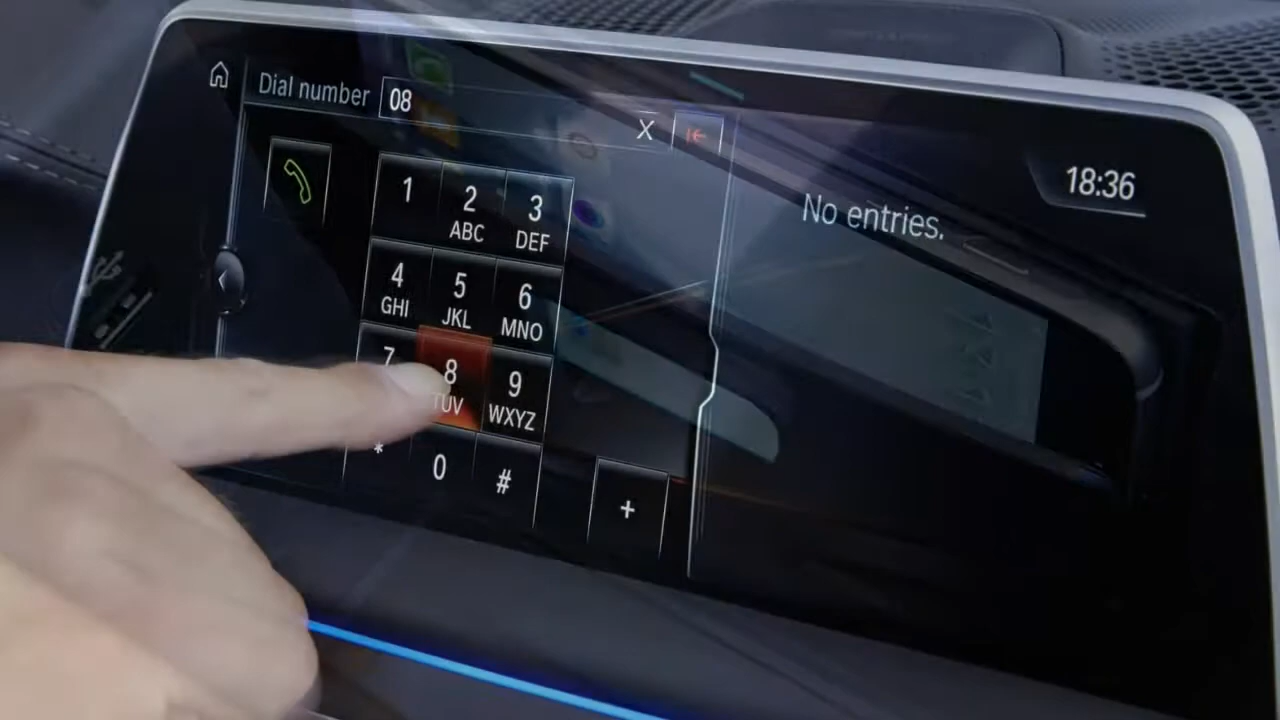 Dial number 08
X
18:36
No entries.
1 2 3
ABC DEF
4 5 6
GHI JKL MNO
7 8 9
TUV WXYZ
* 0 #
+